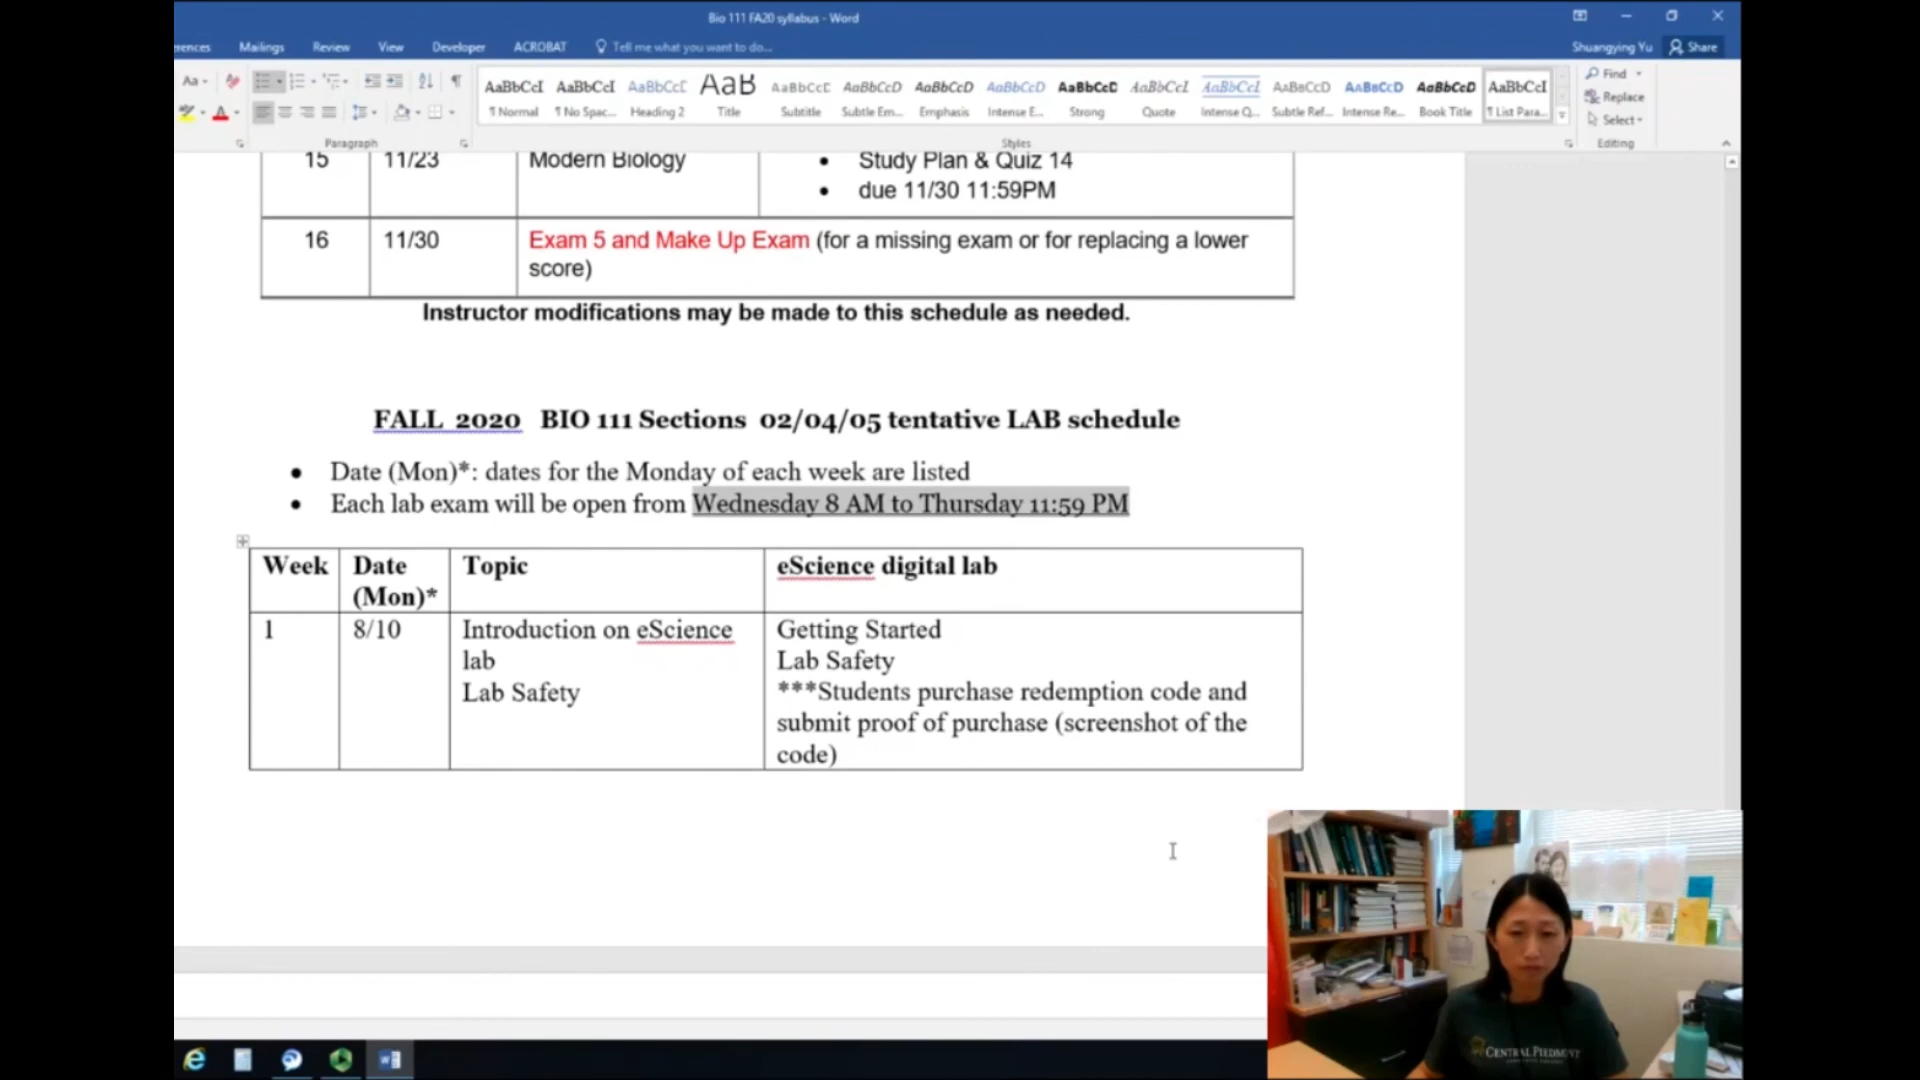 Bio 111 FA20 syllabus - Word
Mailings Review View Developer ACROBAT Tell me what you want to do... Shuangying Yu Share
Aa AaBbCcI AaBbCcI AaBbCcC AaB AaBbCcC AaBbCcD AaBbCcD AaBbCcD AaBbCcD AaBbCcI AaBbCcI AaBbCcD AaBbCcD AaBbCcD AaBbCcI
¶ Normal ¶ No Spac... Heading 2 Title Subtitle Subtle Em... Emphasis Intense E... Strong Quote Intense Q... Subtle Ref... Intense Re... Book Title ¶ List Para...
Find
Replace
Select
Paragraph Styles Editing
15 11/23 Modern Biology • Study Plan & Quiz 14
• due 11/30 11:59PM
16 11/30 Exam 5 and Make Up Exam (for a missing exam or for replacing a lower
score)
Instructor modifications may be made to this schedule as needed.
FALL 2020 BIO 111 Sections 02/04/05 tentative LAB schedule
• Date (Mon)*: dates for the Monday of each week are listed
• Each lab exam will be open from Wednesday 8 AM to Thursday 11:59 PM
Week Date Topic eScience digital lab
(Mon)*
1 8/10 Introduction on eScience Getting Started
lab Lab Safety
Lab Safety ***Students purchase redemption code and
submit proof of purchase (screenshot of the
code)
CENTRAL PIEDMONT